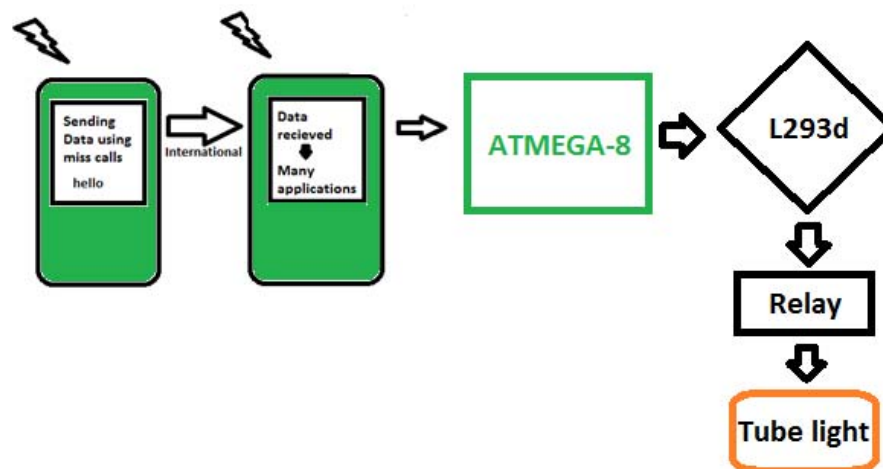 Sending
Data using
miss calls
hello
International
Data
recieved
Many
applications
ATMEGA-8
L293d
Relay
Tube light